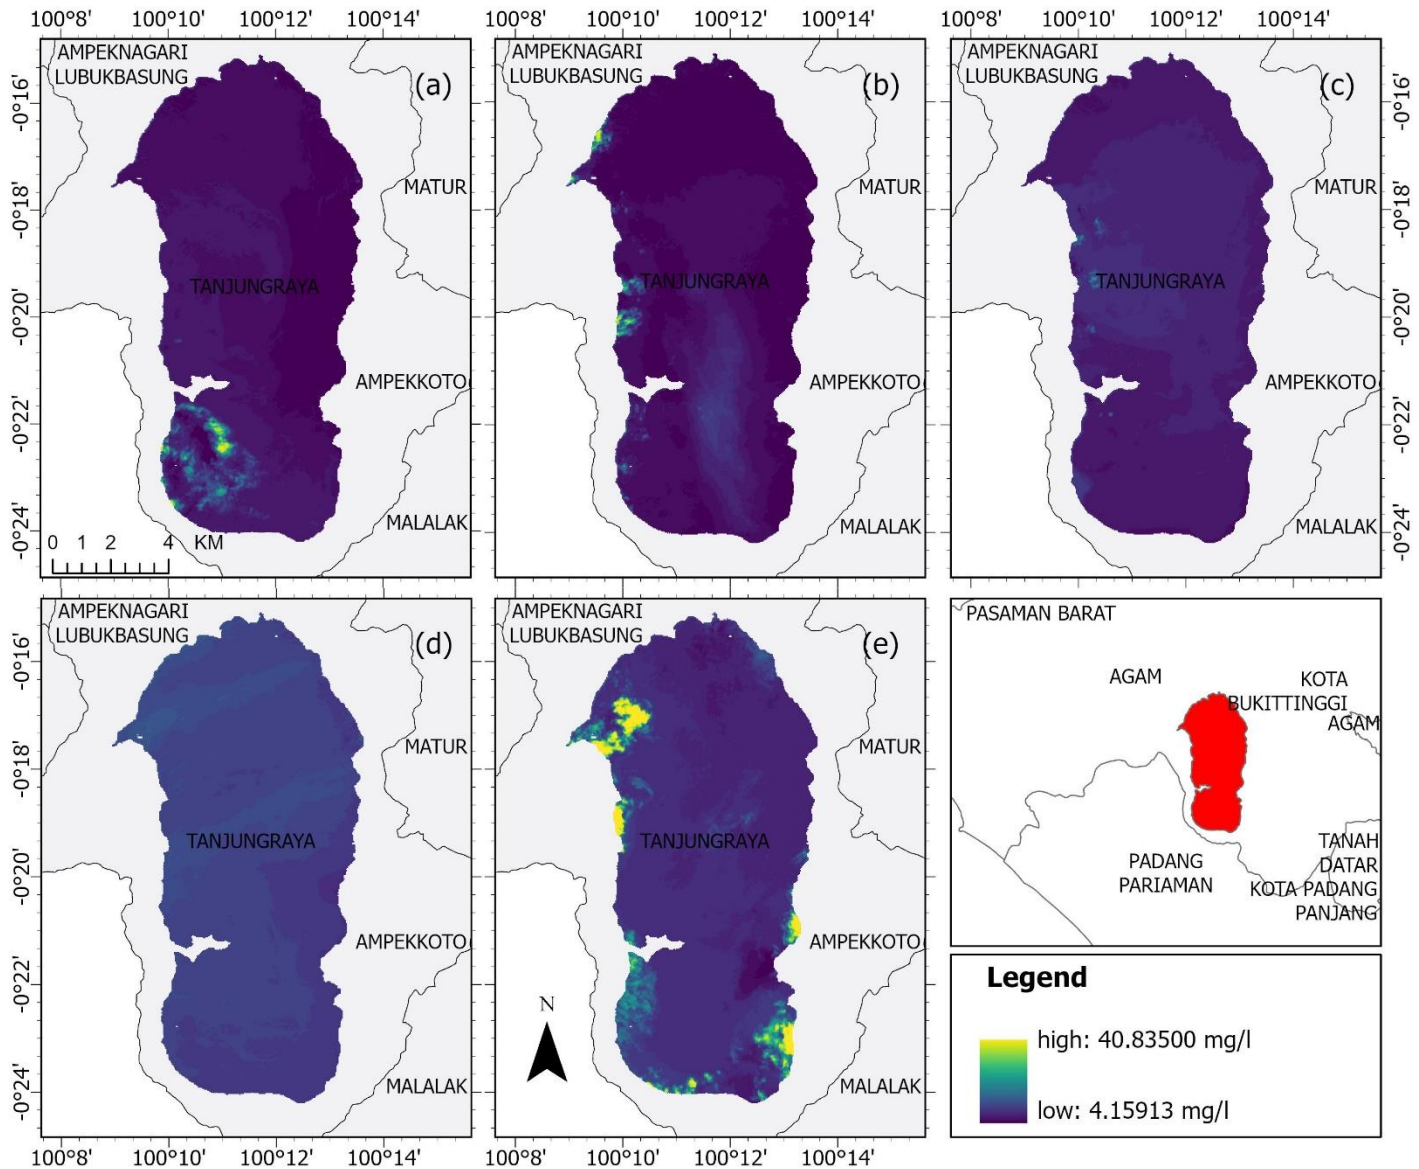 100°8' 100°10' 100°12' 100°14' 100°8' 100°10' 100°12' 100°14' 100°8' 100°10' 100°12' 100°14'
AMPEKNAGARI
LUBUKBASUNG
(a)
-0°16'
MATUR
-0°18'
TANJUNGRAYA
-0°20'
AMPEKKOTO
-0°22'
MALALAK
-0°24'
0 1 2 4 KM
AMPEKNAGARI
LUBUKBASUNG
(b)
MATUR
TANJUNGRAYA
AMPEKKOTO
MALALAK
AMPEKNAGARI
LUBUKBASUNG
(c)
-0°16'
MATUR
-0°18'
TANJUNGRAYA
-0°20'
AMPEKKOTO
-0°22'
MALALAK
-0°24'
AMPEKNAGARI
LUBUKBASUNG
(d)
-0°16'
MATUR
-0°18'
TANJUNGRAYA
-0°20'
AMPEKKOTO
-0°22'
MALALAK
-0°24'
AMPEKNAGARI
LUBUKBASUNG
(e)
MATUR
TANJUNGRAYA
AMPEKKOTO
N
MALALAK
PASAMAN BARAT
AGAM
KOTA
BUKITTINGGI
AGAM
PADANG
PARIAMAN
TANAH
DATAR
KOTA PADANG
PANJANG
Legend
high: 40.83500 mg/l
low: 4.15913 mg/l
100°8' 100°10' 100°12' 100°14' 100°8' 100°10' 100°12' 100°14'